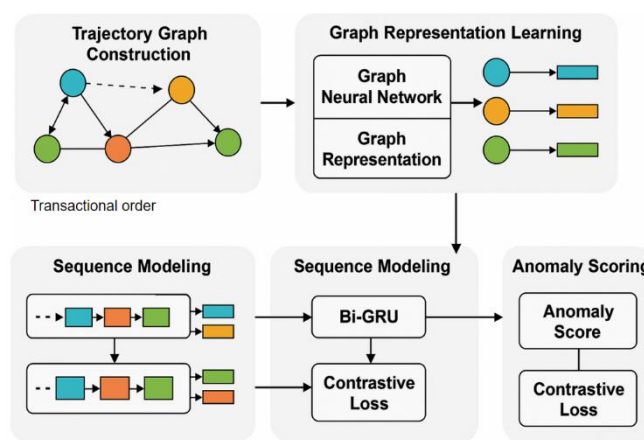 Trajectory Graph
Construction
Transactional order
Graph Representation Learning
Graph
Neural Network
Graph
Representation
Sequence Modeling
Sequence Modeling
Bi-GRU
Contrastive
Loss
Anomaly Scoring
Anomaly
Score
Contrastive
Loss